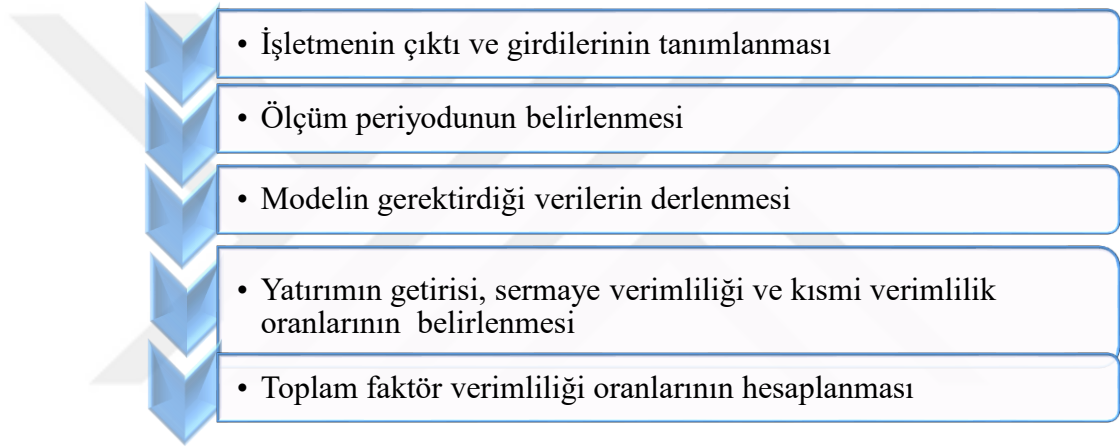 • İşletmenin çıktı ve girdilerinin tanımlanması
• Ölçüm periyodunun belirlenmesi
• Modelin gerektirdiği verilerin derlenmesi
• Yatırımın getirisi, sermaye verimliliği ve kısmi verimlilik
oranlarının belirlenmesi
• Toplam faktör verimliliği oranlarının hesaplanması